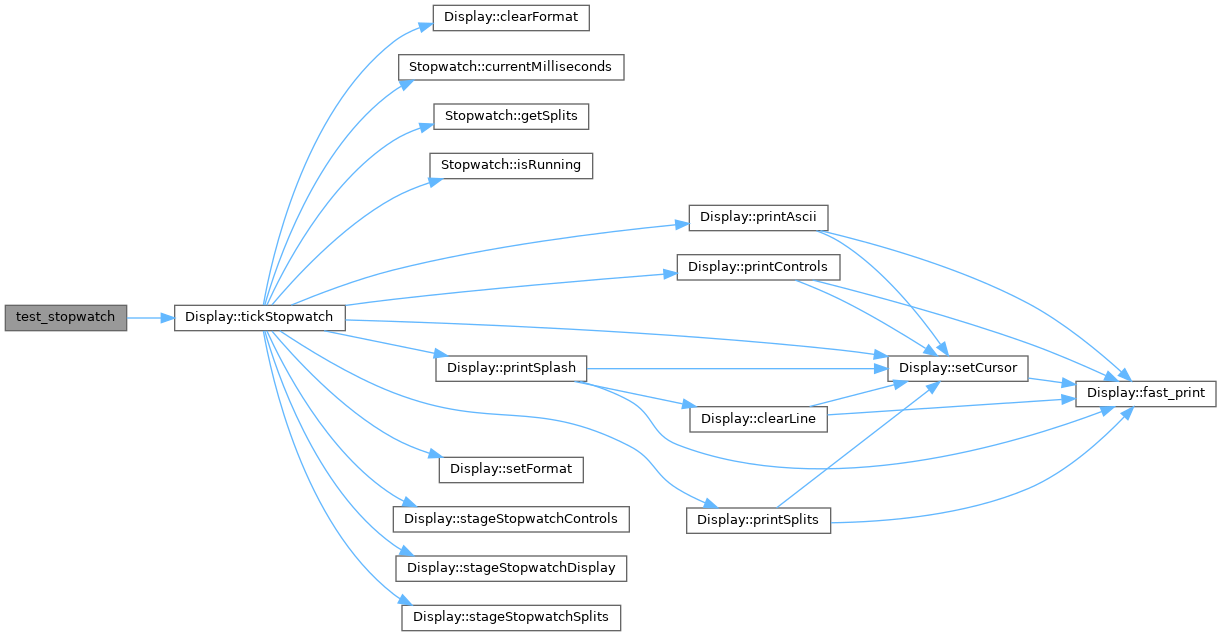 Display::clearFormat
Stopwatch::currentMilliseconds
Stopwatch::getSplits
Stopwatch::isRunning
Display::printAscii
Display::printControls
test_stopwatch
Display::tickStopwatch
Display::printSplash
Display::setCursor
Display::fast_print
Display::clearLine
Display::setFormat
Display::stageStopwatchControls
Display::printSplits
Display::stageStopwatchDisplay
Display::stageStopwatchSplits